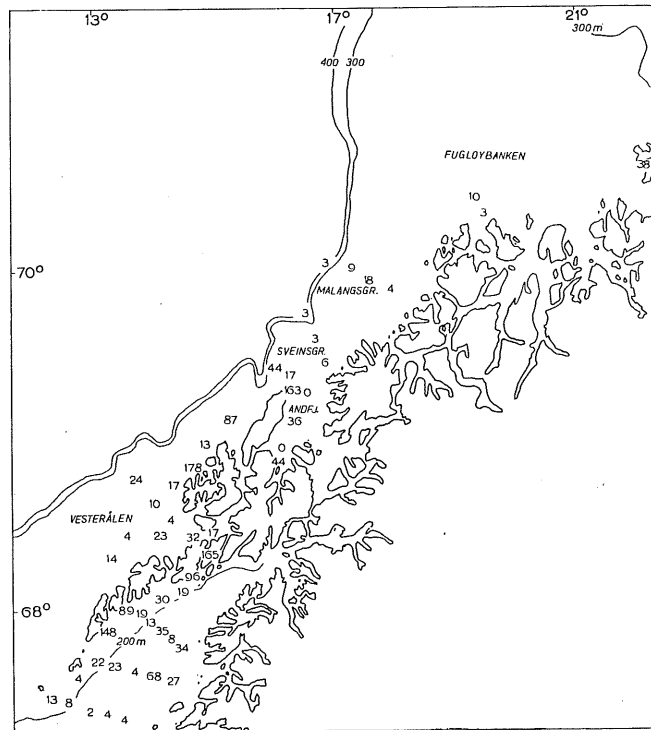 13° 17° 21°
300 m
400 300
FUGLOYBANKEN
38
10
3
70°
3 9
18
MALANGSGR. 4
3
3
SVEINSGR.
6
44
17
163 0
ANDFJ.
87 36
13 0
178 44
24 17
10
VESTERÅLEN 4
4 23 32 17
14 165
96
19
68° 30
89 19
13
148 35
200 m 8
34
22 23
4 4 68 27
13 8
2 4 4